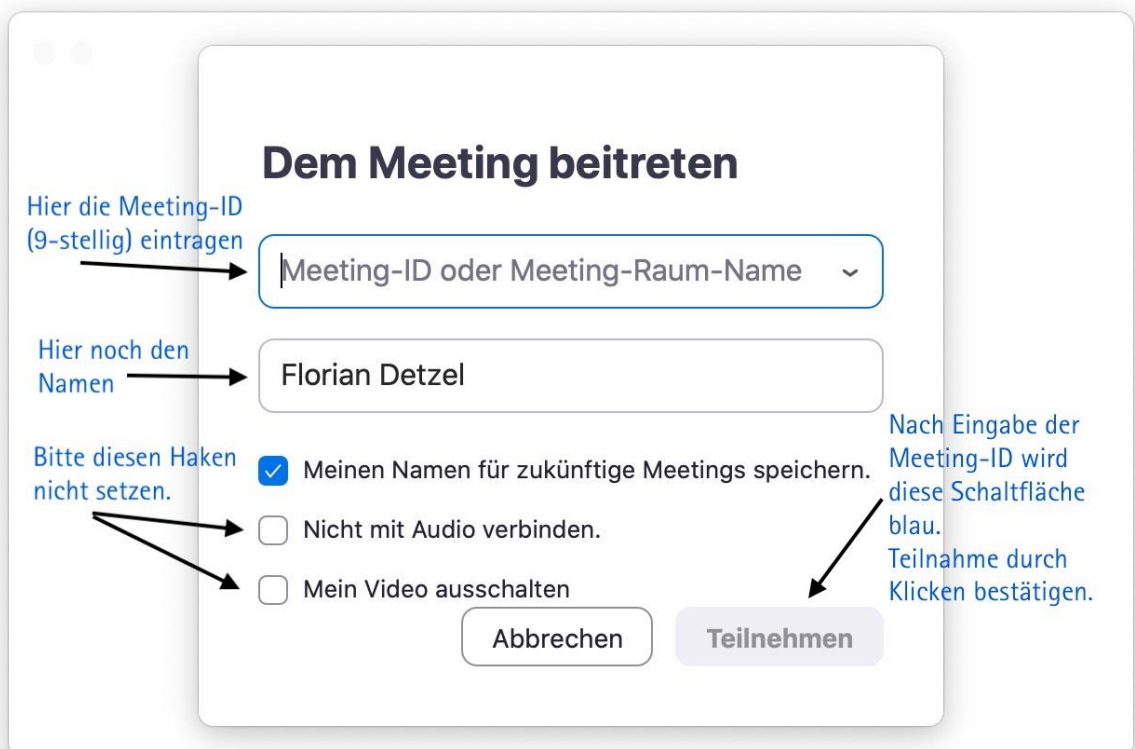 Dem Meeting beitreten
Hier die Meeting-ID
(9-stellig) eintragen
Meeting-ID oder Meeting-Raum-Name
Hier noch den
Namen
Florian Detzel
Bitte diesen Haken
nicht setzen.
Meinen Namen für zukünftige Meetings speichern.
Nicht mit Audio verbinden.
Mein Video ausschalten
Nach Eingabe der
Meeting-ID wird
diese Schaltfläche
blau.
Teilnahme durch
Klicken bestätigen.
Abbrechen
Teilnehmen